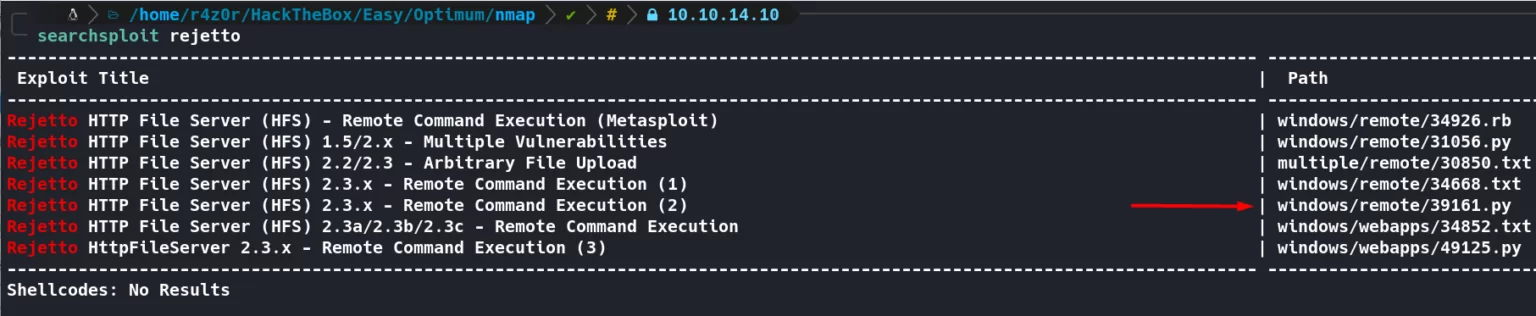 /home/r4z0r/HackTheBox/Easy/Optimum/nmap ✔ # 10.10.14.10
searchsploit rejetto
Exploit Title | Path
Rejetto HTTP File Server (HFS) - Remote Command Execution (Metasploit) | windows/remote/34926.rb
Rejetto HTTP File Server (HFS) 1.5/2.x - Multiple Vulnerabilities | windows/remote/31056.py
Rejetto HTTP File Server (HFS) 2.2/2.3 - Arbitrary File Upload | multiple/remote/30850.txt
Rejetto HTTP File Server (HFS) 2.3.x - Remote Command Execution (1) | windows/remote/34668.txt
Rejetto HTTP File Server (HFS) 2.3.x - Remote Command Execution (2) | windows/remote/39161.py
Rejetto HTTP File Server (HFS) 2.3a/2.3b/2.3c - Remote Command Execution | windows/webapps/34852.txt
Rejetto HttpFileServer 2.3.x - Remote Command Execution (3) | windows/webapps/49125.py
Shellcodes: No Results